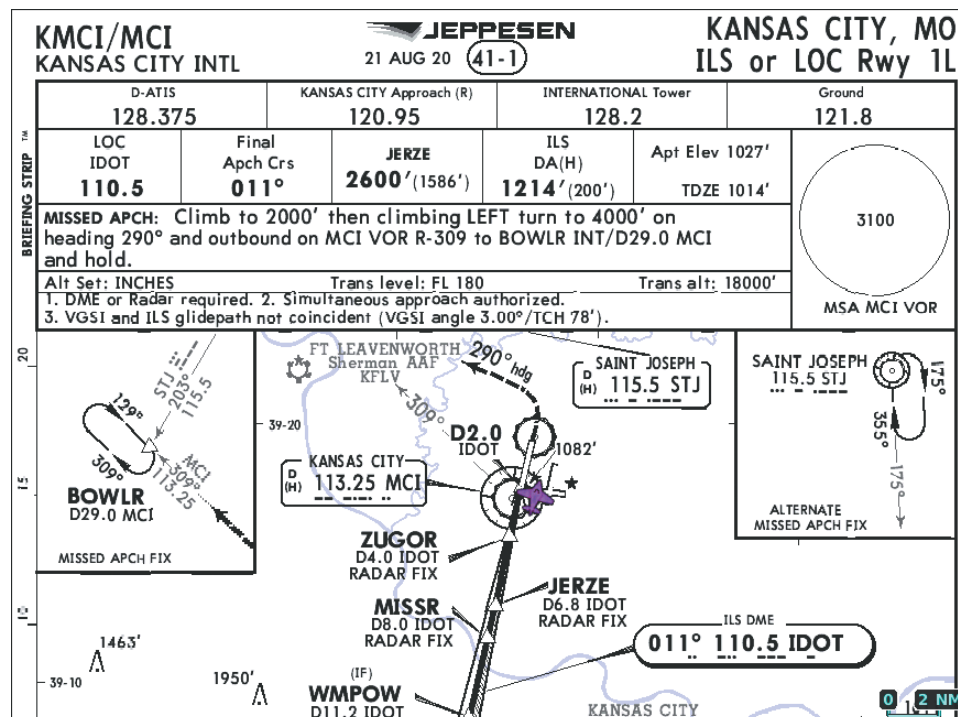 KMCI/MCI
KANSAS CITY INTL
JEPPESEN
21 AUG 20 41-1
KANSAS CITY, MO
ILS or LOC Rwy 1L
BRIEFING STRIP TM
D-ATIS
128.375
KANSAS CITY Approach (R)
120.95
INTERNATIONAL Tower
128.2
Ground
121.8
LOC
IDOT
110.5
Final
Apch Crs
011°
JERZE
2600'(1586')
ILS
DA(H)
1214'(200')
Apt Elev 1027'
TDZE 1014'
3100
MSA MCI VOR
MISSED APCH: Climb to 2000' then climbing LEFT turn to 4000' on
heading 290° and outbound on MCI VOR R-309 to BOWLR INT/D29.0 MCI
and hold.
Alt Set: INCHES Trans level: FL 180 Trans alt: 18000'
1. DME or Radar required. 2. Simultaneous approach authorized.
3. VGSI and ILS glidepath not coincident (VGSI angle 3.00°/TCH 78').
20
15
10
STJ
203°
115.5
129°
309°
MCI
309°
113.25
BOWLR
D29.0 MCI
MISSED APCH FIX
FT LEAVENWORTH
Sherman AAF
KFLV
290° hdg
309°
39-20
D
(H)
SAINT JOSEPH
115.5 STJ
D2.0
IDOT
1082'
D
(H)
KANSAS CITY
113.25 MCI
SAINT JOSEPH
115.5 STJ
175°
355°
175°
ALTERNATE
MISSED APCH FIX
ZUGOR
D4.0 IDOT
RADAR FIX
JERZE
D6.8 IDOT
RADAR FIX
MISSR
D8.0 IDOT
RADAR FIX
ILS DME
011° 110.5 IDOT
1463'
39-10
1950'
(IF)
WMPOW
D11.2 IDOT
KANSAS CITY
0 2 NM